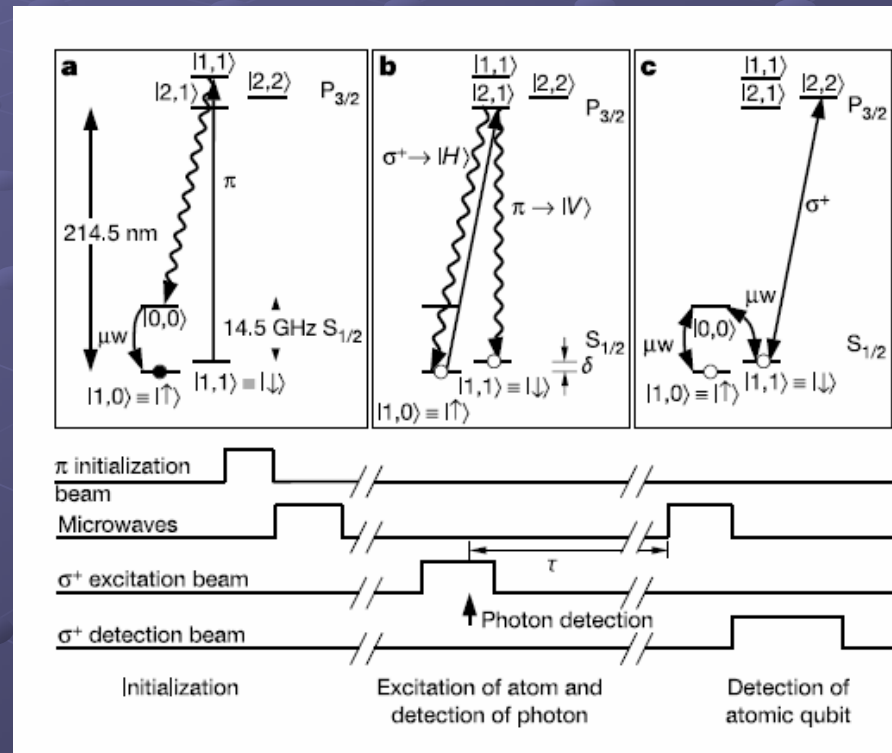 a
|1,1⟩
|2,1⟩
|2,2⟩
P3/2
π
214.5 nm
|0,0⟩
14.5 GHz S1/2
μw
|1,0⟩ ≡ |↑⟩
|1,1⟩ ≡ |↓⟩
b
|1,1⟩
|2,1⟩
|2,2⟩
P3/2
σ+ → |H⟩
π → |V⟩
S1/2
δ
|1,1⟩ ≡ |↓⟩
|1,0⟩ ≡ |↑⟩
c
|1,1⟩
|2,1⟩
|2,2⟩
P3/2
σ+
μw
|0,0⟩
μw
S1/2
|1,0⟩ ≡ |↑⟩
|1,1⟩ ≡ |↓⟩
π initialization
beam
Microwaves
τ
σ+ excitation beam
Photon detection
σ+ detection beam
Initialization
Excitation of atom and
detection of photon
Detection of
atomic qubit